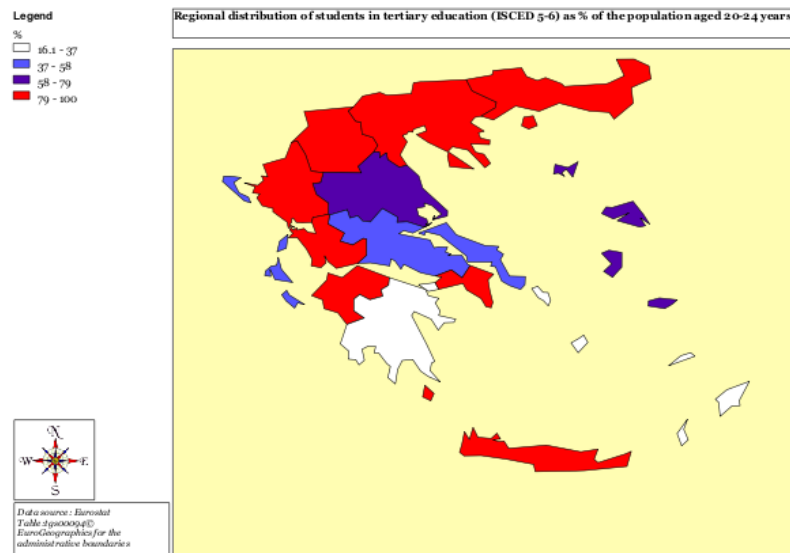 Legend
Regional distribution of students in tertiary education (ISCED 5-6) as % of the population aged 20-24 years
%
16.1 - 37
37 - 58
58 - 79
79 - 100
N
W E
S
Data source : Eurostat
Table :tgs00094©
EuroGeographics for the
administrative boundaries